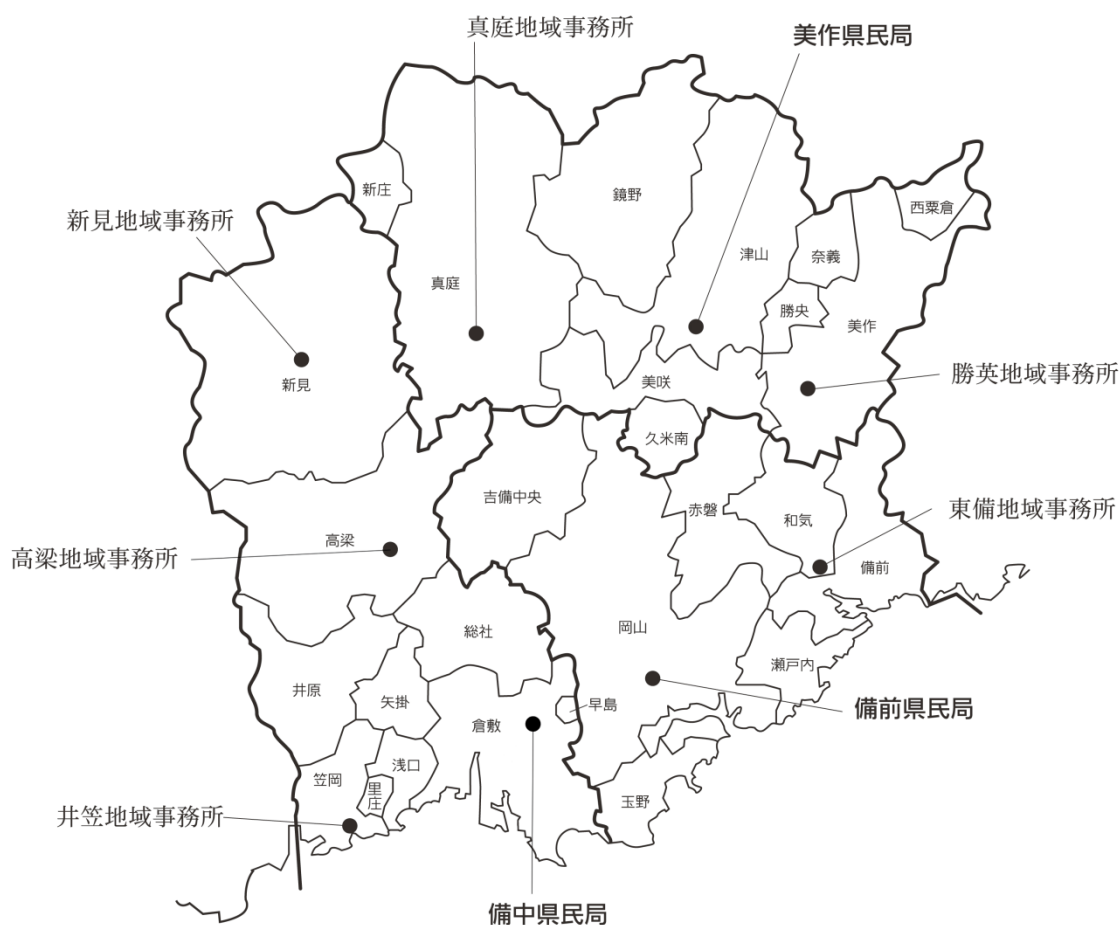 真庭地域事務所
美作県民局
新庄
鏡野
西粟倉
新見地域事務所
津山
奈義
真庭
勝央
美作
新見
美咲
勝英地域事務所
久米南
吉備中央
赤磐
和気
東備地域事務所
高梁地域事務所
高梁
備前
総社
岡山
瀬戸内
井原
矢掛
早島
備前県民局
倉敷
浅口
笠岡
里庄
玉野
井笠地域事務所
備中県民局